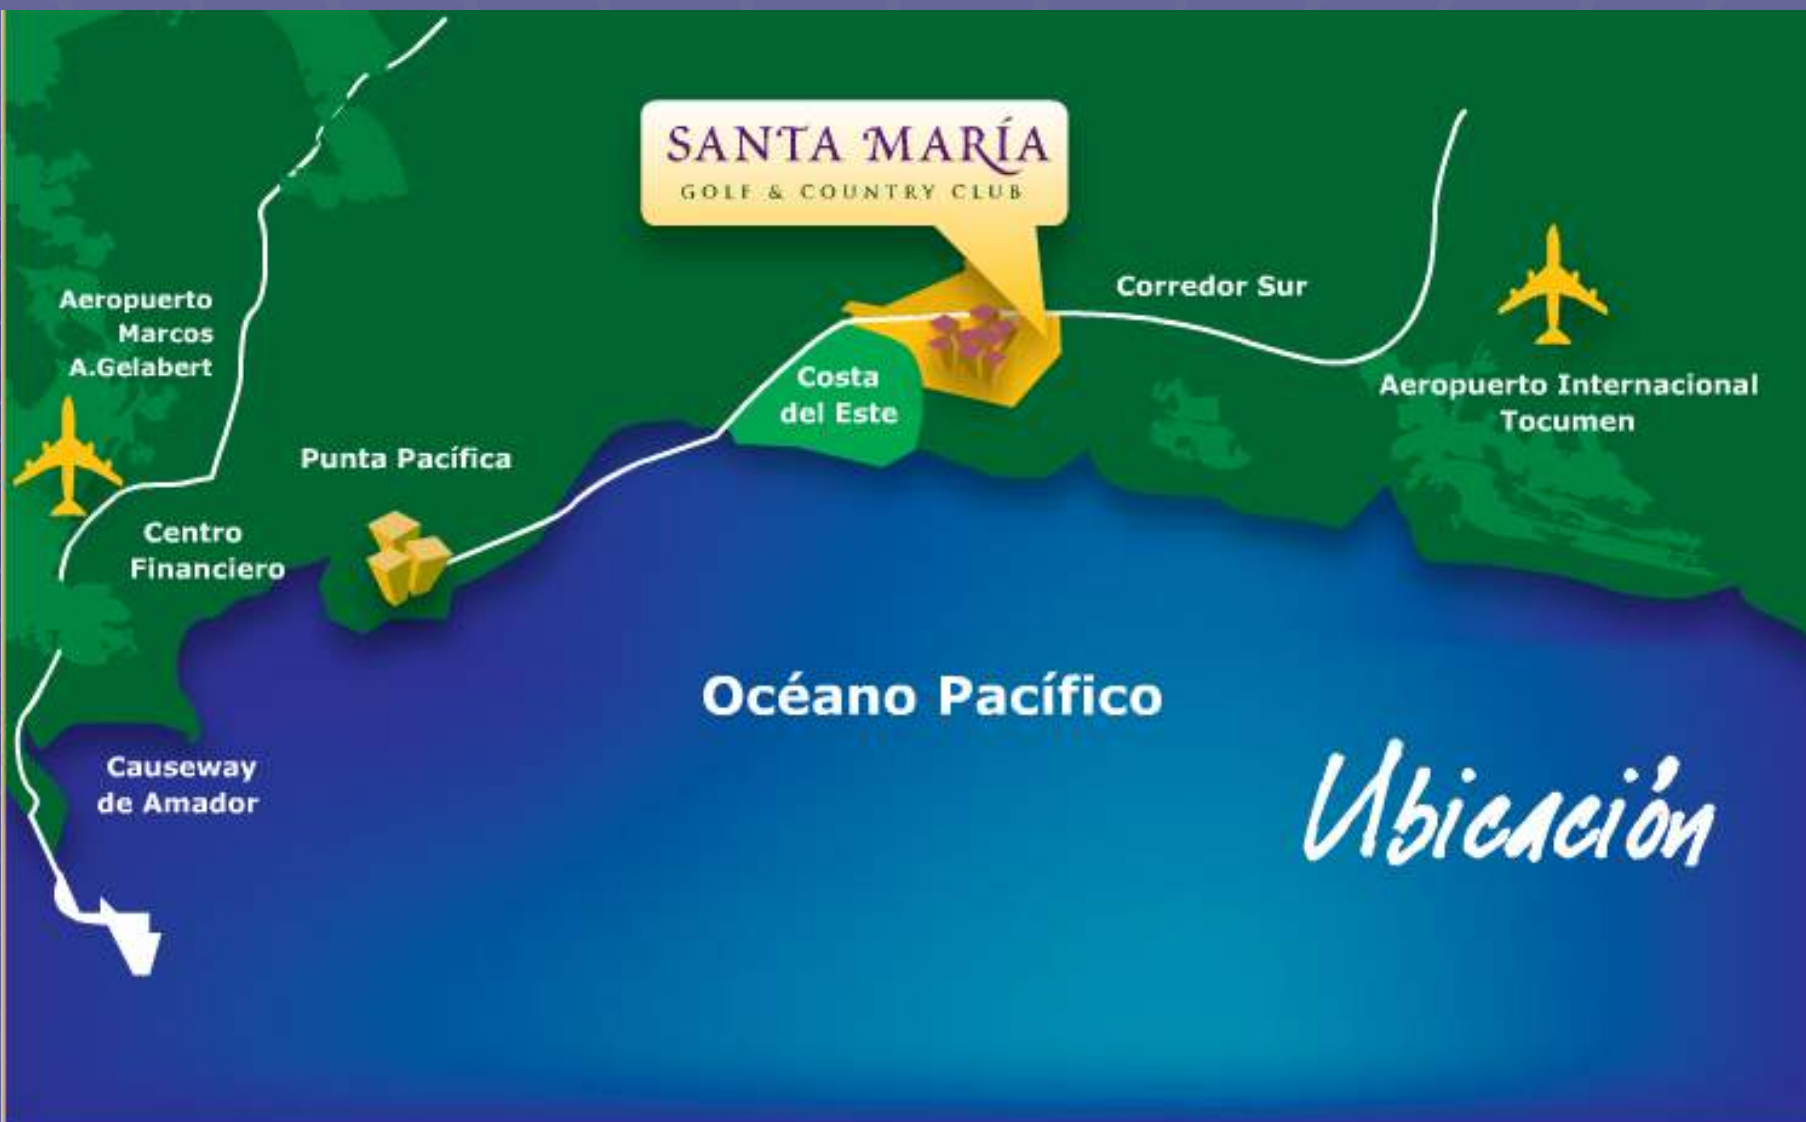 SANTA MARÍA
GOLF & COUNTRY CLUB
Corredor Sur
Aeropuerto
Marcos
A.Gelabert
Costa
del Este
Aeropuerto Internacional
Tocumen
Punta Pacífica
Centro
Financiero
Océano Pacífico
Causeway
de Amador
Ubicación